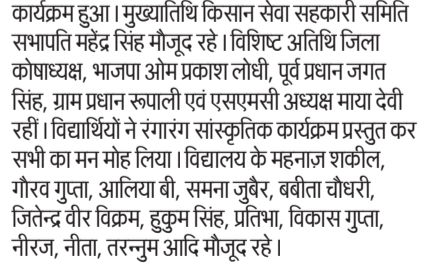 कार्यक्रम हुआ। मुख्यातिथि किसान सेवा सहकारी समिति
सभापति महेंद्र सिंह मौजूद रहे। विशिष्ट अतिथि जिला
कोषाध्यक्ष, भाजपा ओम प्रकाश लोधी, पूर्व प्रधान जगत
सिंह, ग्राम प्रधान रूपाली एवं एसएमसी अध्यक्ष माया देवी
रहीं। विद्यार्थियों ने रंगारंग सांस्कृतिक कार्यक्रम प्रस्तुत कर
सभी का मन मोह लिया। विद्यालय के महनाज़ शकील,
गौरव गुप्ता, आलिया बी, समना जुबैर, बबीता चौधरी,
जितेन्द्र वीर विक्रम, हुकुम सिंह, प्रतिभा, विकास गुप्ता,
नीरज, नीता, तरन्नुम आदि मौजूद रहे।